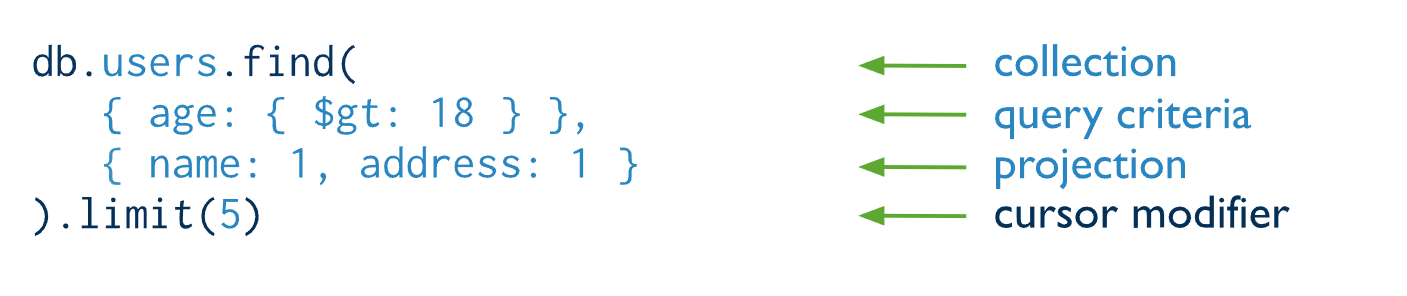 db.users.find( collection
{ age: { $gt: 18 } }, query criteria
{ name: 1, address: 1 } projection
).limit(5) cursor modifier